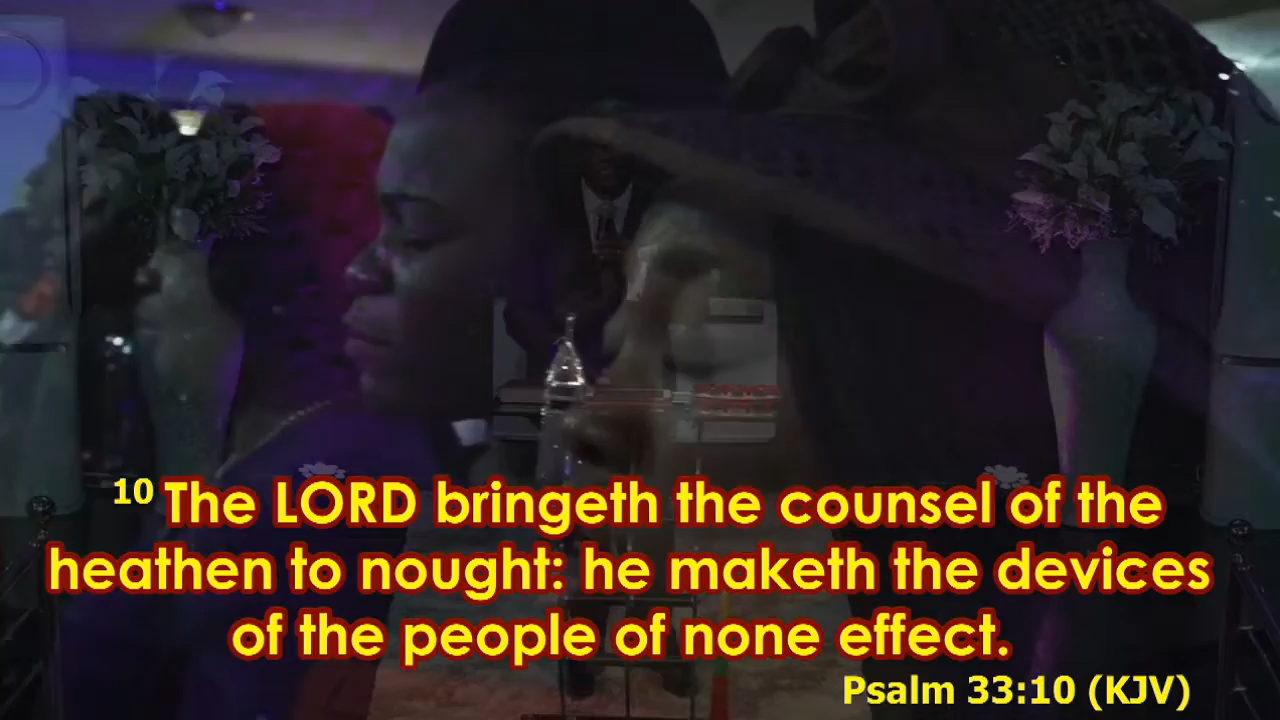 10 The LORD bringeth the counsel of the
heathen to nought: he maketh the devices
of the people of none effect.
Psalm 33:10 (KJV)